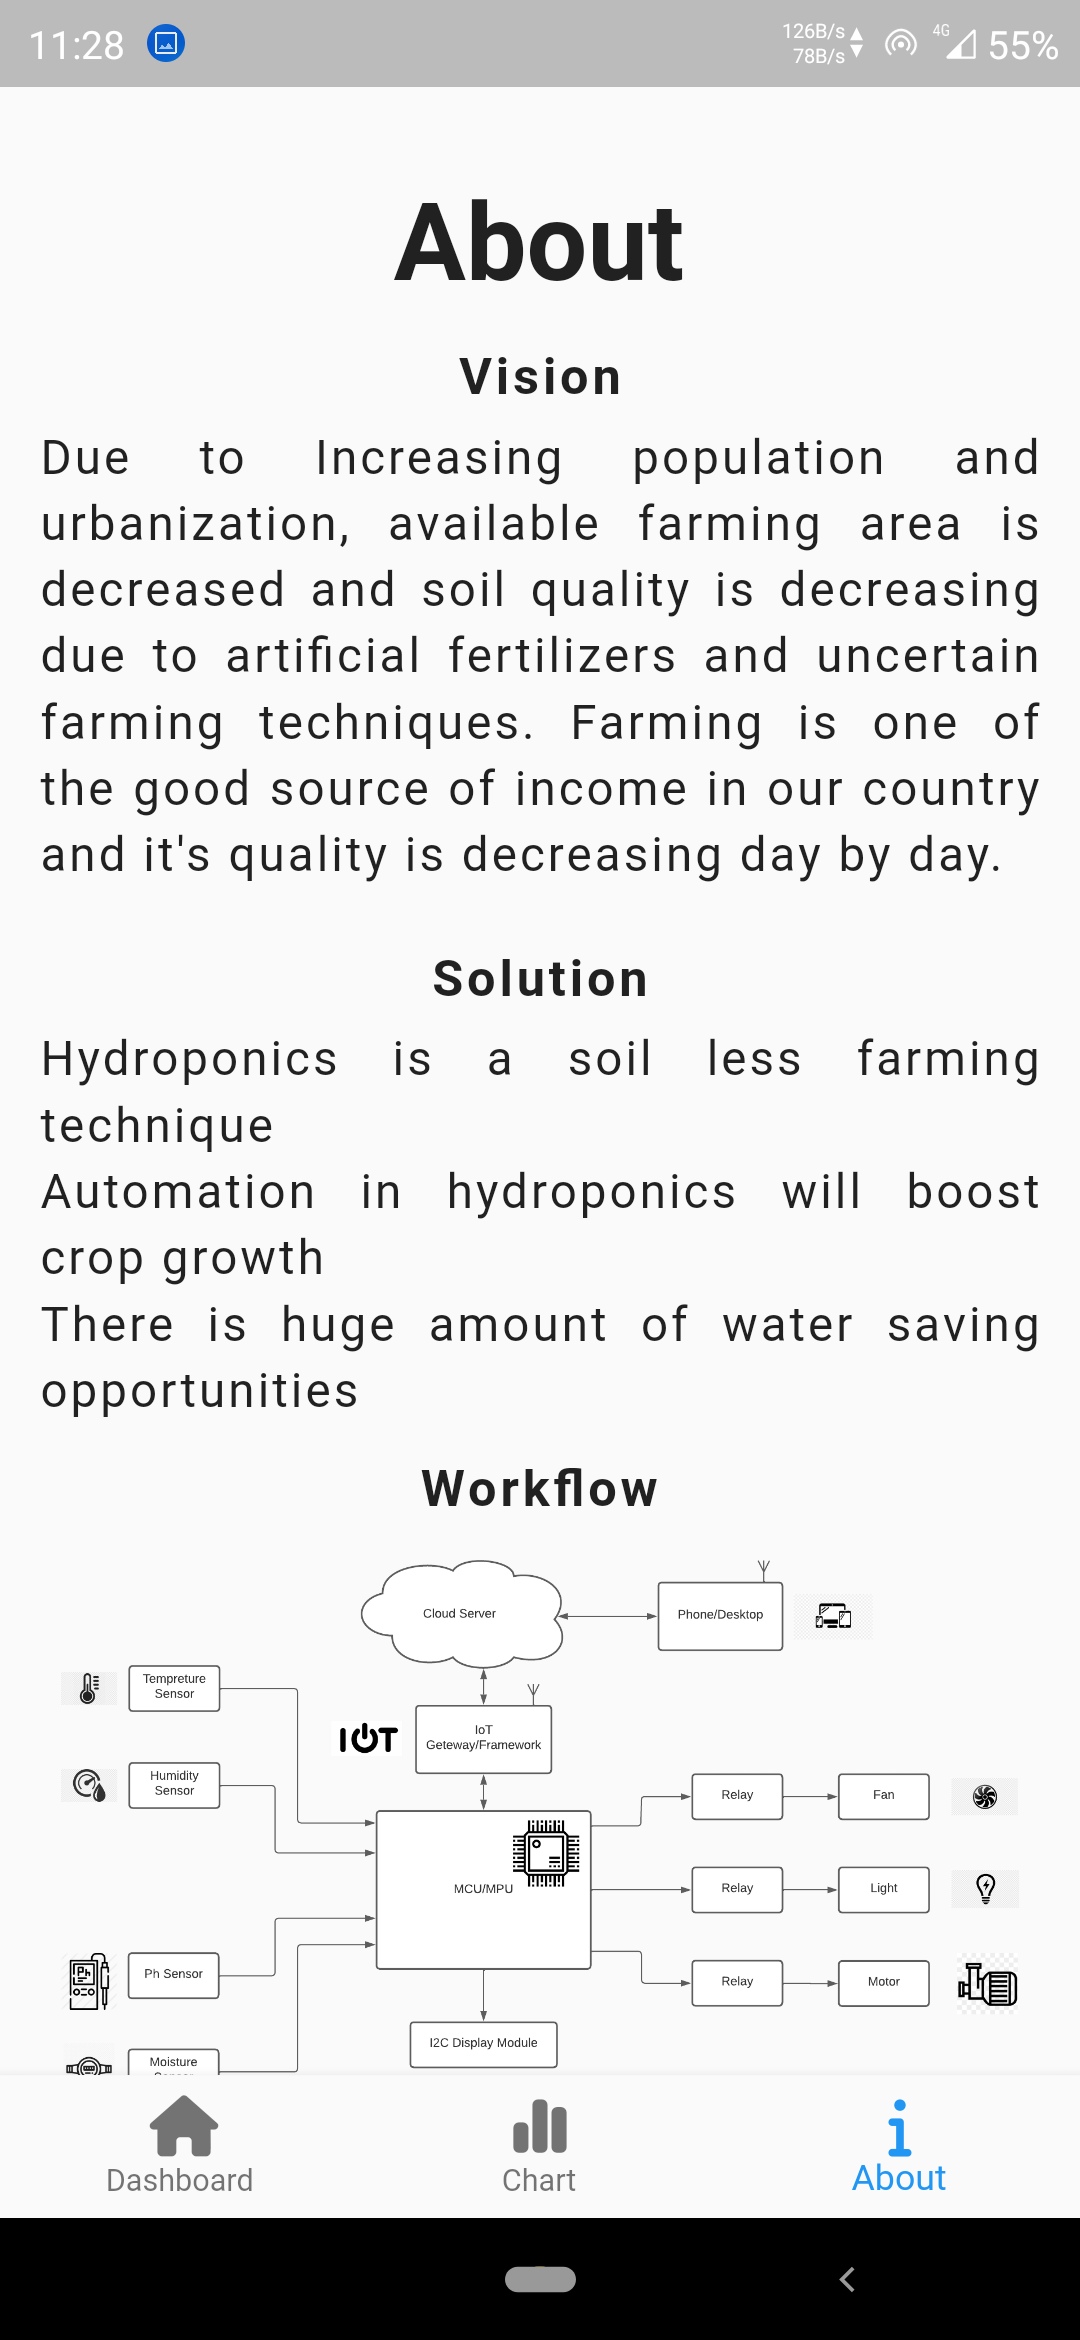 11:28
126B/s
78B/s
4G
55%
About
Vision
Due to Increasing population and
urbanization, available farming area is
decreased and soil quality is decreasing
due to artificial fertilizers and uncertain
farming techniques. Farming is one of
the good source of income in our country
and it's quality is decreasing day by day.
Solution
Hydroponics is a soil less farming
technique
Automation in hydroponics will boost
crop growth
There is huge amount of water saving
opportunities
Workflow
Cloud Server
Phone/Desktop
Tempreture
Sensor
IOT
IoT
Geteway/Framework
Humidity
Sensor
Relay
Fan
MCU/MPU
Relay
Light
Ph
Ph Sensor
Relay
Motor
I2C Display Module
Moisture
Dashboard
Chart
About